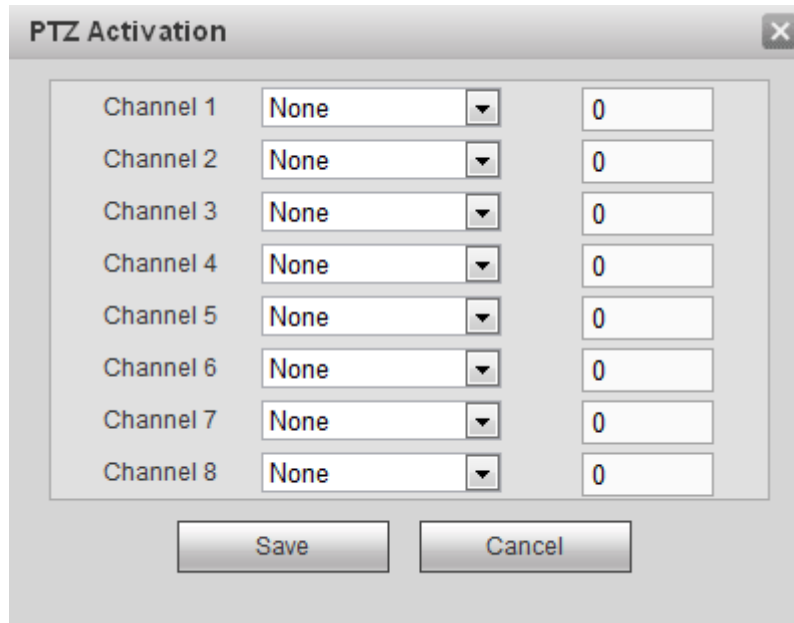 PTZ Activation
Channel 1 None 0
Channel 2 None 0
Channel 3 None 0
Channel 4 None 0
Channel 5 None 0
Channel 6 None 0
Channel 7 None 0
Channel 8 None 0
Save Cancel